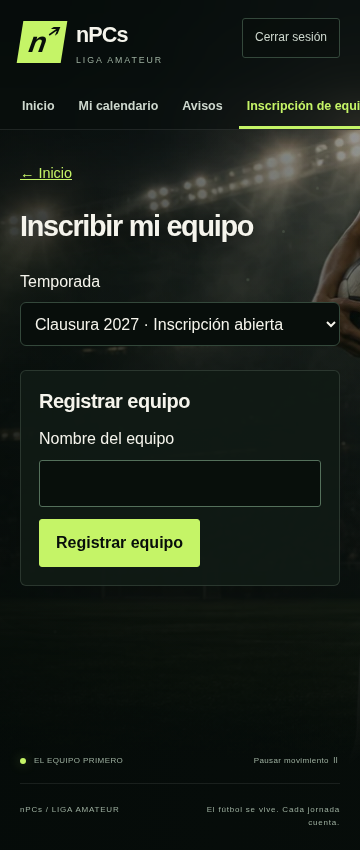 n
nPCs
LIGA AMATEUR
Cerrar sesión
Inicio
Mi calendario
Avisos
Inscripción de equi
← Inicio
Inscribir mi equipo
Temporada
Clausura 2027 · Inscripción abierta
Registrar equipo
Nombre del equipo
Registrar equipo
EL EQUIPO PRIMERO
Pausar movimiento II
nPCs / LIGA AMATEUR
El fútbol se vive. Cada jornada
cuenta.